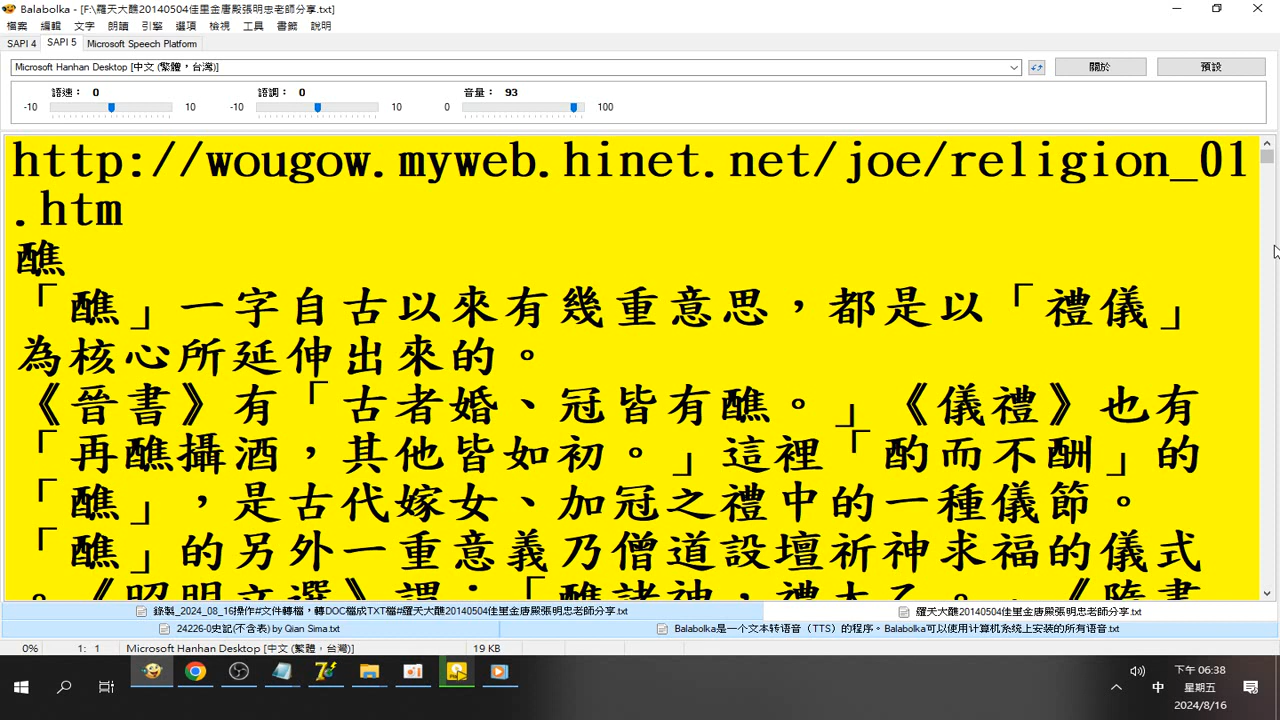 Balabolka - [F:\羅天大醮20140504佳里金唐殿張明忠老師分享.txt]
檔案 編輯 文字 朗讀 引擎 選項 檢視 工具 書籤 說明
SAPI 4 SAPI 5 Microsoft Speech Platform
Microsoft Hanhan Desktop [中文 (繁體，台灣)] 關於 預設
語速： 0 語調： 0 音量： 93
-10 10 -10 10 0 100
http://wougow.myweb.hinet.net/joe/religion_01
.htm
醮
「醮」一字自古以來有幾重意思，都是以「禮儀」
為核心所延伸出來的。
《晉書》有「古者婚、冠皆有醮。」《儀禮》也有
「再醮攝酒，其他皆如初。」這裡「酌而不酬」的
「醮」，是古代嫁女、加冠之禮中的一種儀節。
「醮」的另外一重意義乃僧道設壇祈神求福的儀式
。《昭明文選》謂：「醮諸神，禮太乙。」、《隋書
錄製_2024_08_16操作#文件轉檔，轉DOC檔成TXT檔#羅天大醮20140504佳里金唐殿張明忠老師分享.txt 羅天大醮20140504佳里金唐殿張明忠老師分享.txt
24226-0史記(不含表) by Qian Sima.txt Balabolka是一个文本转语音（TTS）的程序。Balabolka可以使用计算机系统上安装的所有语音.txt
0% 1: 1 Microsoft Hanhan Desktop [中文 (繁體，台灣)] 19 KB
下午 06:38
中 星期五
2024/8/16